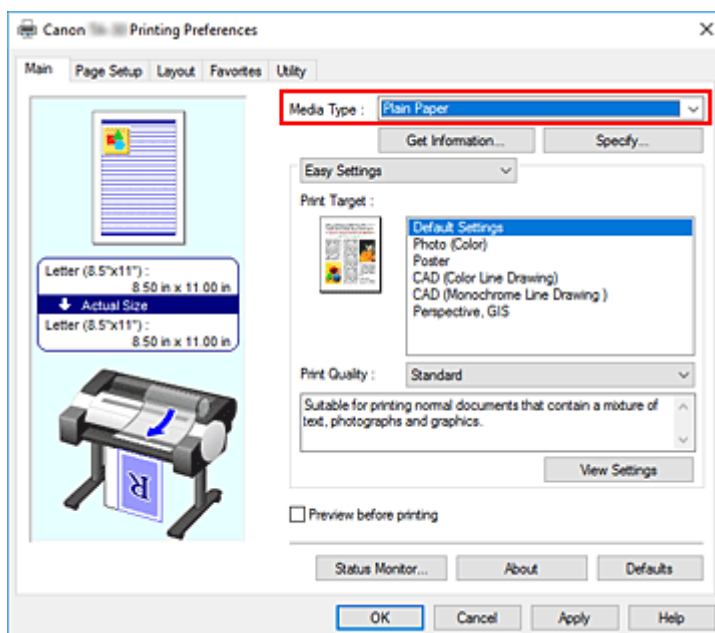 Canon Printing Preferences
Main Page Setup Layout Favorites Utility
Media Type : Plain Paper
Get Information... Specify...
Easy Settings
Print Target :
Default Settings
Photo (Color)
Poster
CAD (Color Line Drawing)
CAD (Monochrome Line Drawing )
Perspective, GIS
Letter (8.5"x11") :
8.50 in x 11.00 in
Actual Size
Letter (8.5"x11") :
8.50 in x 11.00 in
Print Quality : Standard
Suitable for printing normal documents that contain a mixture of
text, photographs and graphics.
View Settings
R
Preview before printing
Status Monitor... About Defaults
OK Cancel Apply Help